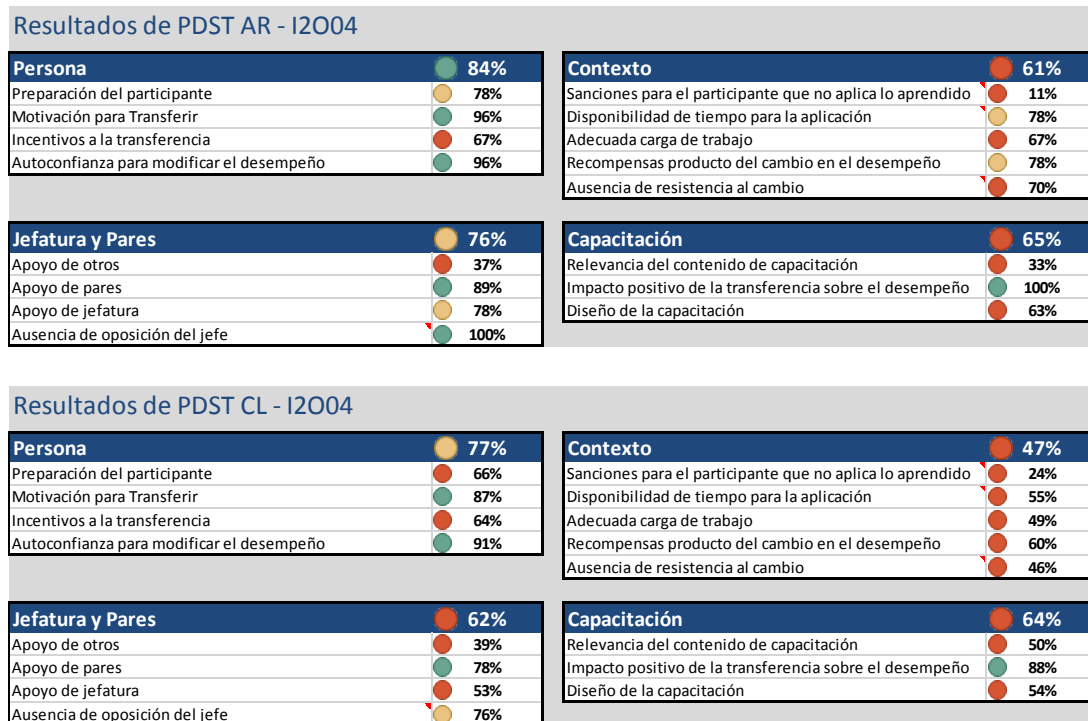 Resultados de PDST AR - I2O04
Persona 84%
Preparación del participante 78%
Motivación para Transferir 96%
Incentivos a la transferencia 67%
Autoconfianza para modificar el desempeño 96%
Contexto 61%
Sanciones para el participante que no aplica lo aprendido 11%
Disponibilidad de tiempo para la aplicación 78%
Adecuada carga de trabajo 67%
Recompensas producto del cambio en el desempeño 78%
Ausencia de resistencia al cambio 70%
Jefatura y Pares 76%
Apoyo de otros 37%
Apoyo de pares 89%
Apoyo de jefatura 78%
Ausencia de oposición del jefe 100%
Capacitación 65%
Relevancia del contenido de capacitación 33%
Impacto positivo de la transferencia sobre el desempeño 100%
Diseño de la capacitación 63%
Resultados de PDST CL - I2O04
Persona 77%
Preparación del participante 66%
Motivación para Transferir 87%
Incentivos a la transferencia 64%
Autoconfianza para modificar el desempeño 91%
Contexto 47%
Sanciones para el participante que no aplica lo aprendido 24%
Disponibilidad de tiempo para la aplicación 55%
Adecuada carga de trabajo 49%
Recompensas producto del cambio en el desempeño 60%
Ausencia de resistencia al cambio 46%
Jefatura y Pares 62%
Apoyo de otros 39%
Apoyo de pares 78%
Apoyo de jefatura 53%
Ausencia de oposición del jefe 76%
Capacitación 64%
Relevancia del contenido de capacitación 50%
Impacto positivo de la transferencia sobre el desempeño 88%
Diseño de la capacitación 54%